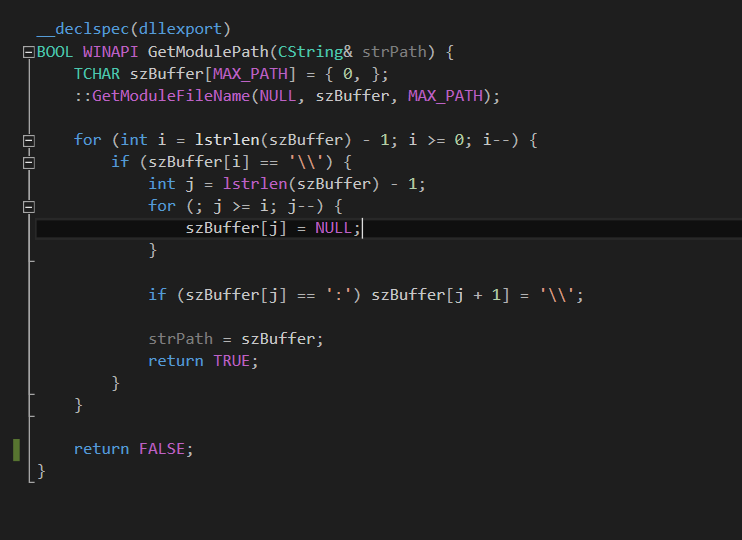 __declspec(dllexport)
BOOL WINAPI GetModulePath(CString& strPath) {
    TCHAR szBuffer[MAX_PATH] = { 0, };
    ::GetModuleFileName(NULL, szBuffer, MAX_PATH);

    for (int i = lstrlen(szBuffer) - 1; i >= 0; i--) {
        if (szBuffer[i] == '\\') {
            int j = lstrlen(szBuffer) - 1;
            for (; j >= i; j--) {
                szBuffer[j] = NULL;
            }

            if (szBuffer[j] == ':') szBuffer[j + 1] = '\\';

            strPath = szBuffer;
            return TRUE;
        }
    }

    return FALSE;
}